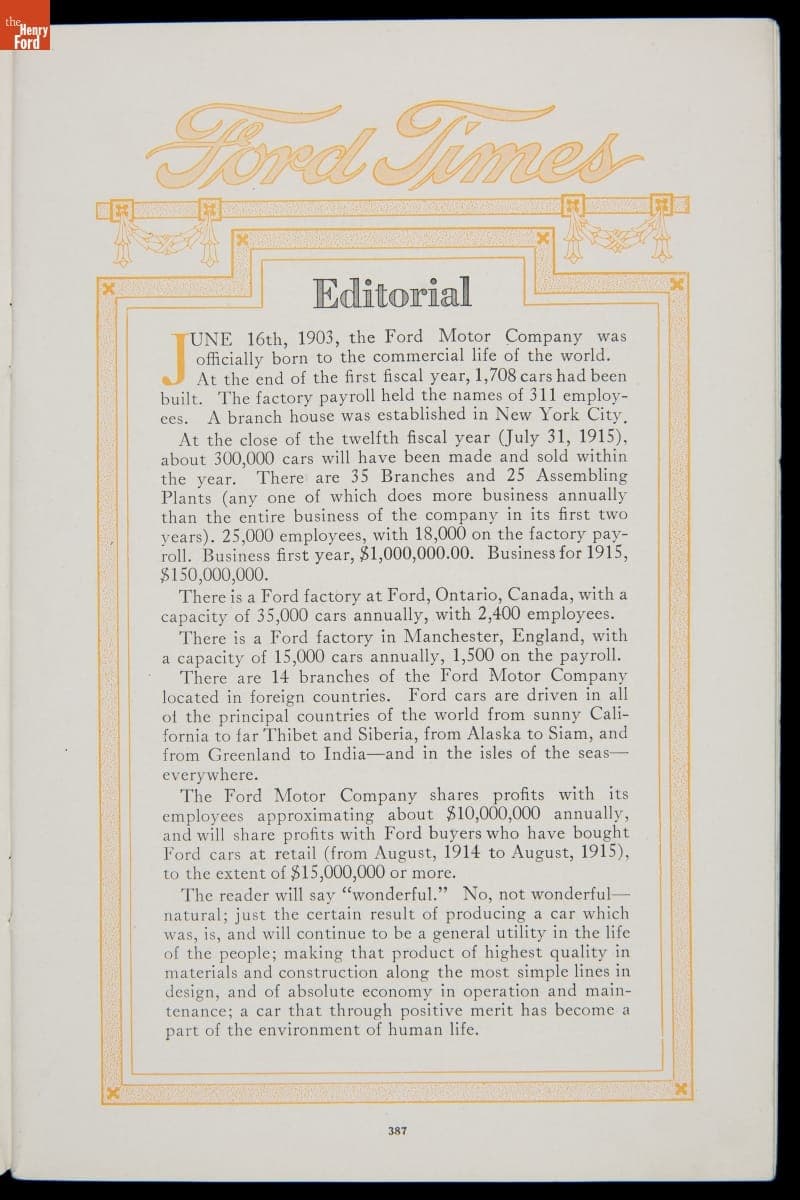 the
Henry
Ford
Ford Times
Editorial
JUNE 16th, 1903, the Ford Motor Company was
officially born to the commercial life of the world.
At the end of the first fiscal year, 1,708 cars had been
built. The factory payroll held the names of 311 employ-
ees. A branch house was established in New York City.
At the close of the twelfth fiscal year (July 31, 1915),
about 300,000 cars will have been made and sold within
the year. There are 35 Branches and 25 Assembling
Plants (any one of which does more business annually
than the entire business of the company in its first two
years). 25,000 employees, with 18,000 on the factory pay-
roll. Business first year, $1,000,000.00. Business for 1915,
$150,000,000.
There is a Ford factory at Ford, Ontario, Canada, with a
capacity of 35,000 cars annually, with 2,400 employees.
There is a Ford factory in Manchester, England, with
a capacity of 15,000 cars annually, 1,500 on the payroll.
There are 14 branches of the Ford Motor Company
located in foreign countries. Ford cars are driven in all
of the principal countries of the world from sunny Cali-
fornia to far Thibet and Siberia, from Alaska to Siam, and
from Greenland to India—and in the isles of the seas—
everywhere.
The Ford Motor Company shares profits with its
employees approximating about $10,000,000 annually,
and will share profits with Ford buyers who have bought
Ford cars at retail (from August, 1914 to August, 1915),
to the extent of $15,000,000 or more.
The reader will say “wonderful.” No, not wonderful—
natural; just the certain result of producing a car which
was, is, and will continue to be a general utility in the life
of the people; making that product of highest quality in
materials and construction along the most simple lines in
design, and of absolute economy in operation and main-
tenance; a car that through positive merit has become a
part of the environment of human life.
387